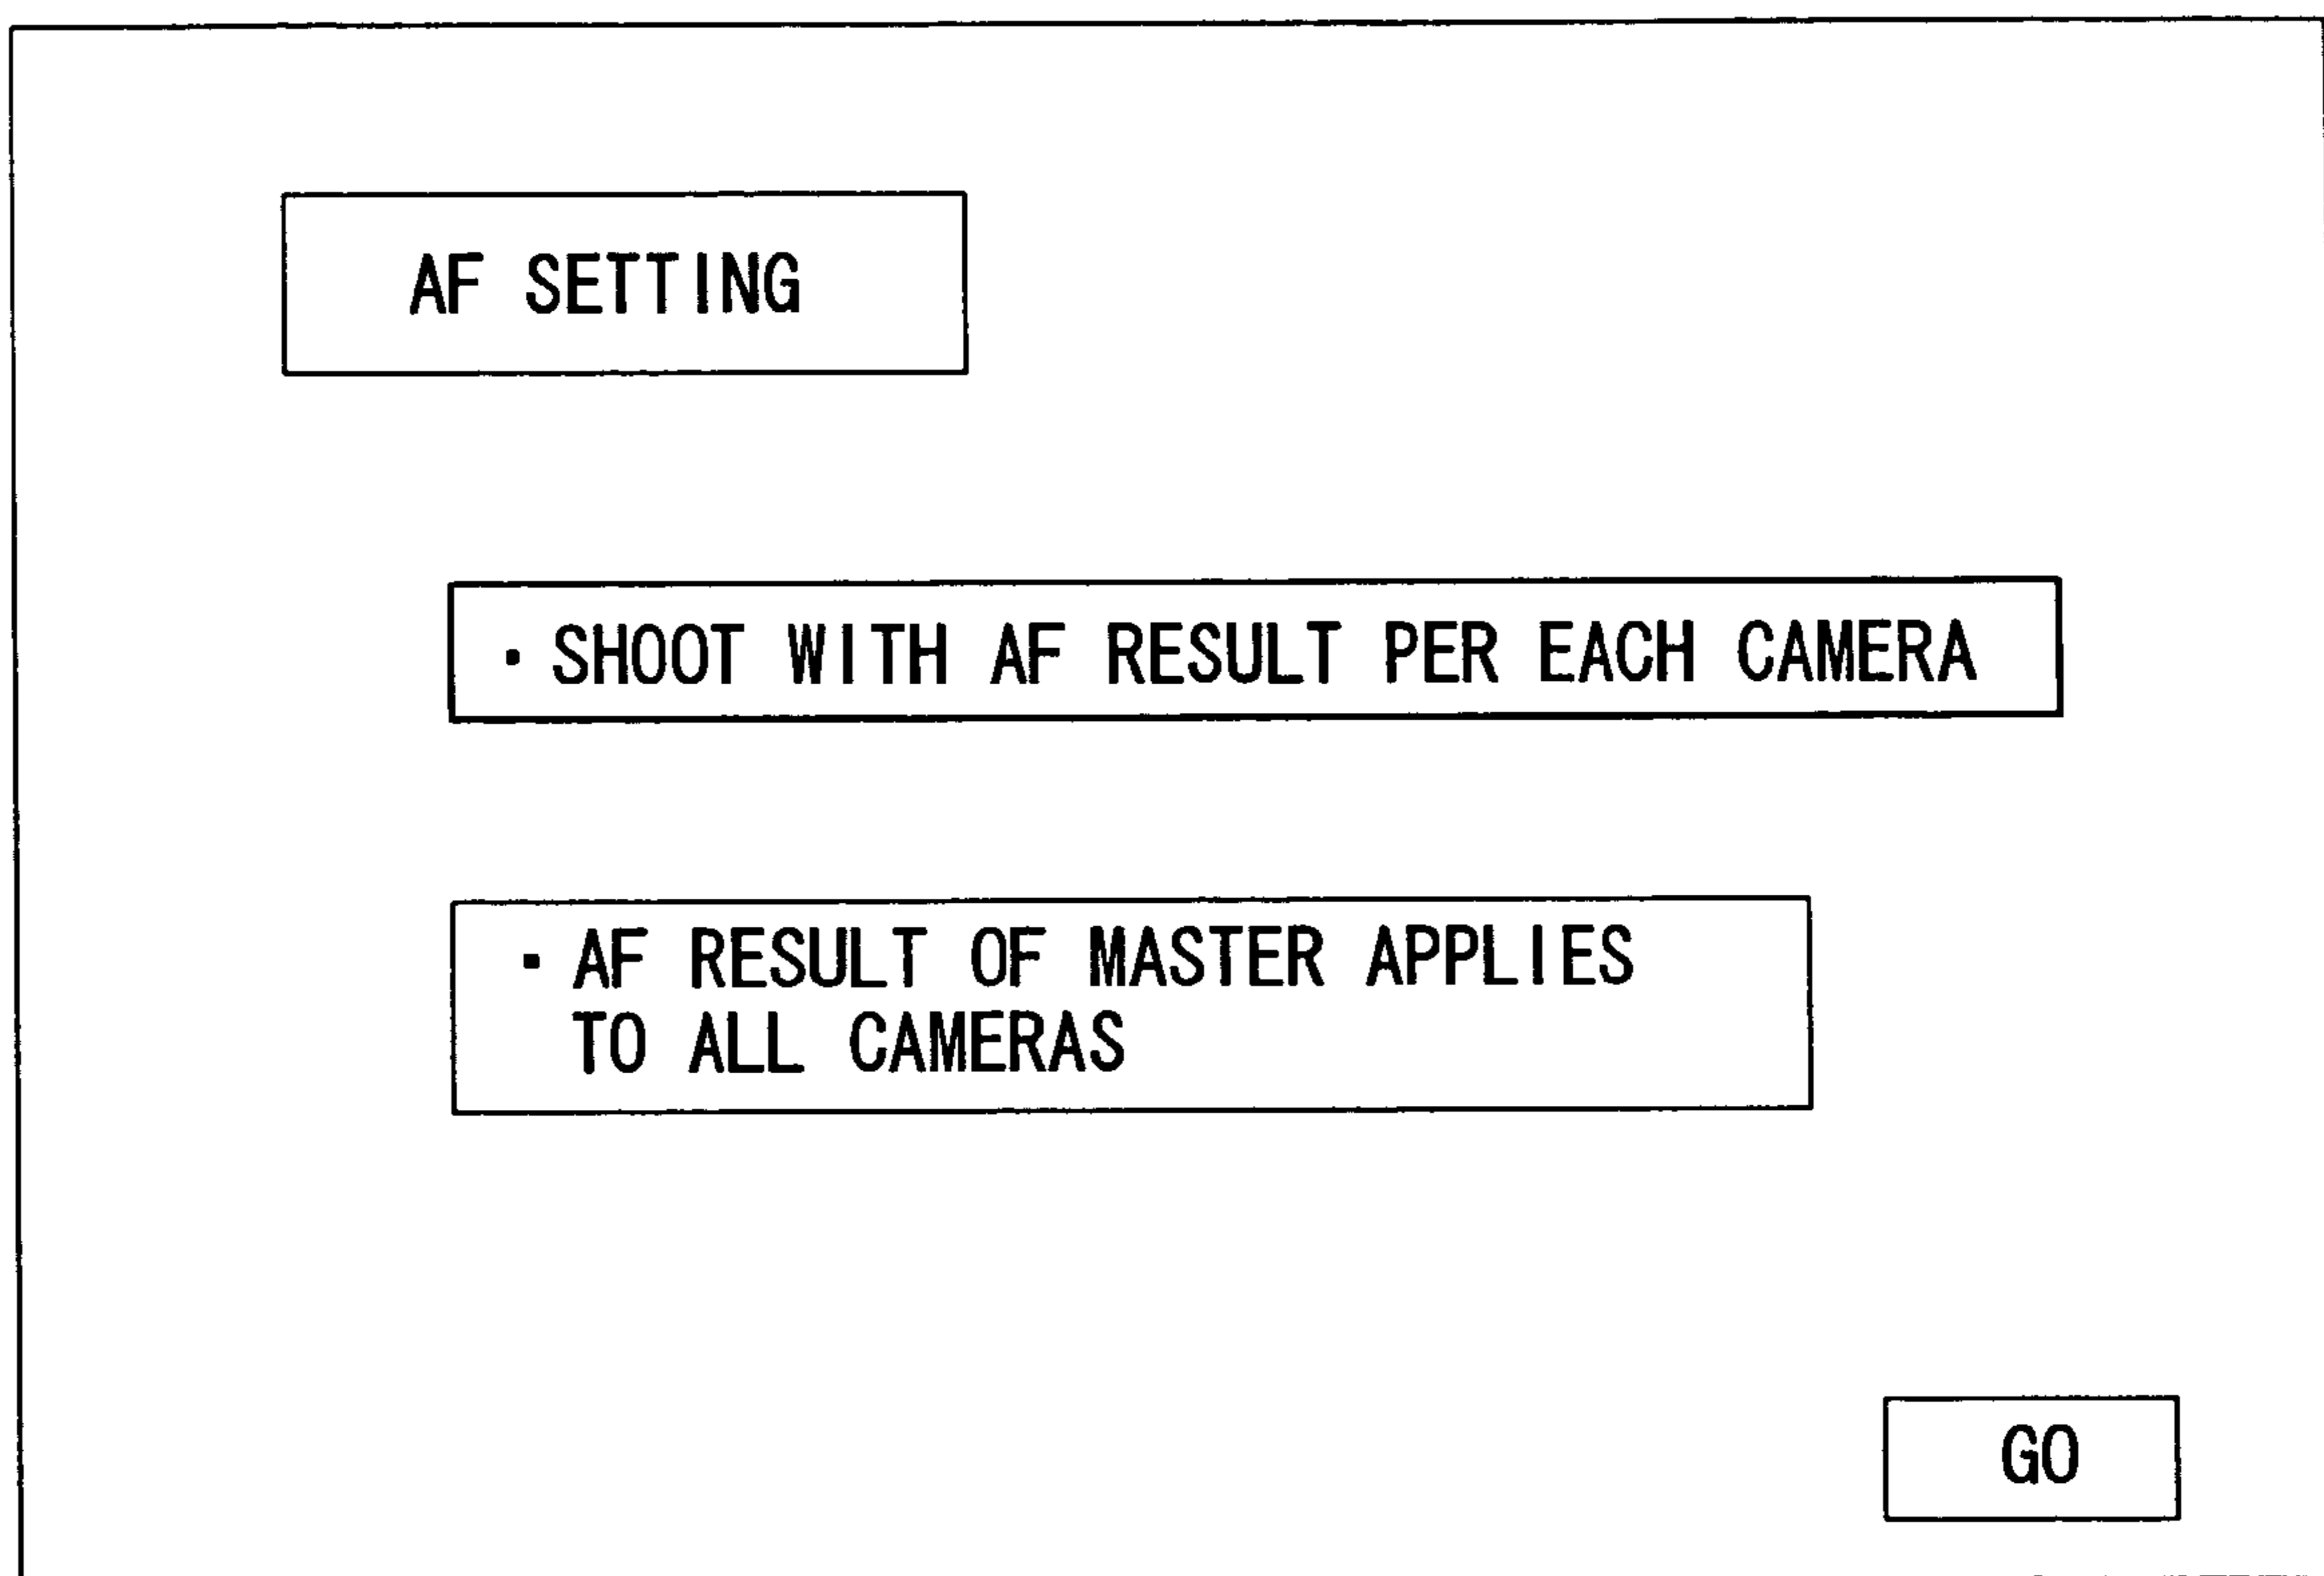 AF SETTING
・SHOOT WITH AF RESULT PER EACH CAMERA
・AF RESULT OF MASTER APPLIES
TO ALL CAMERAS
GO